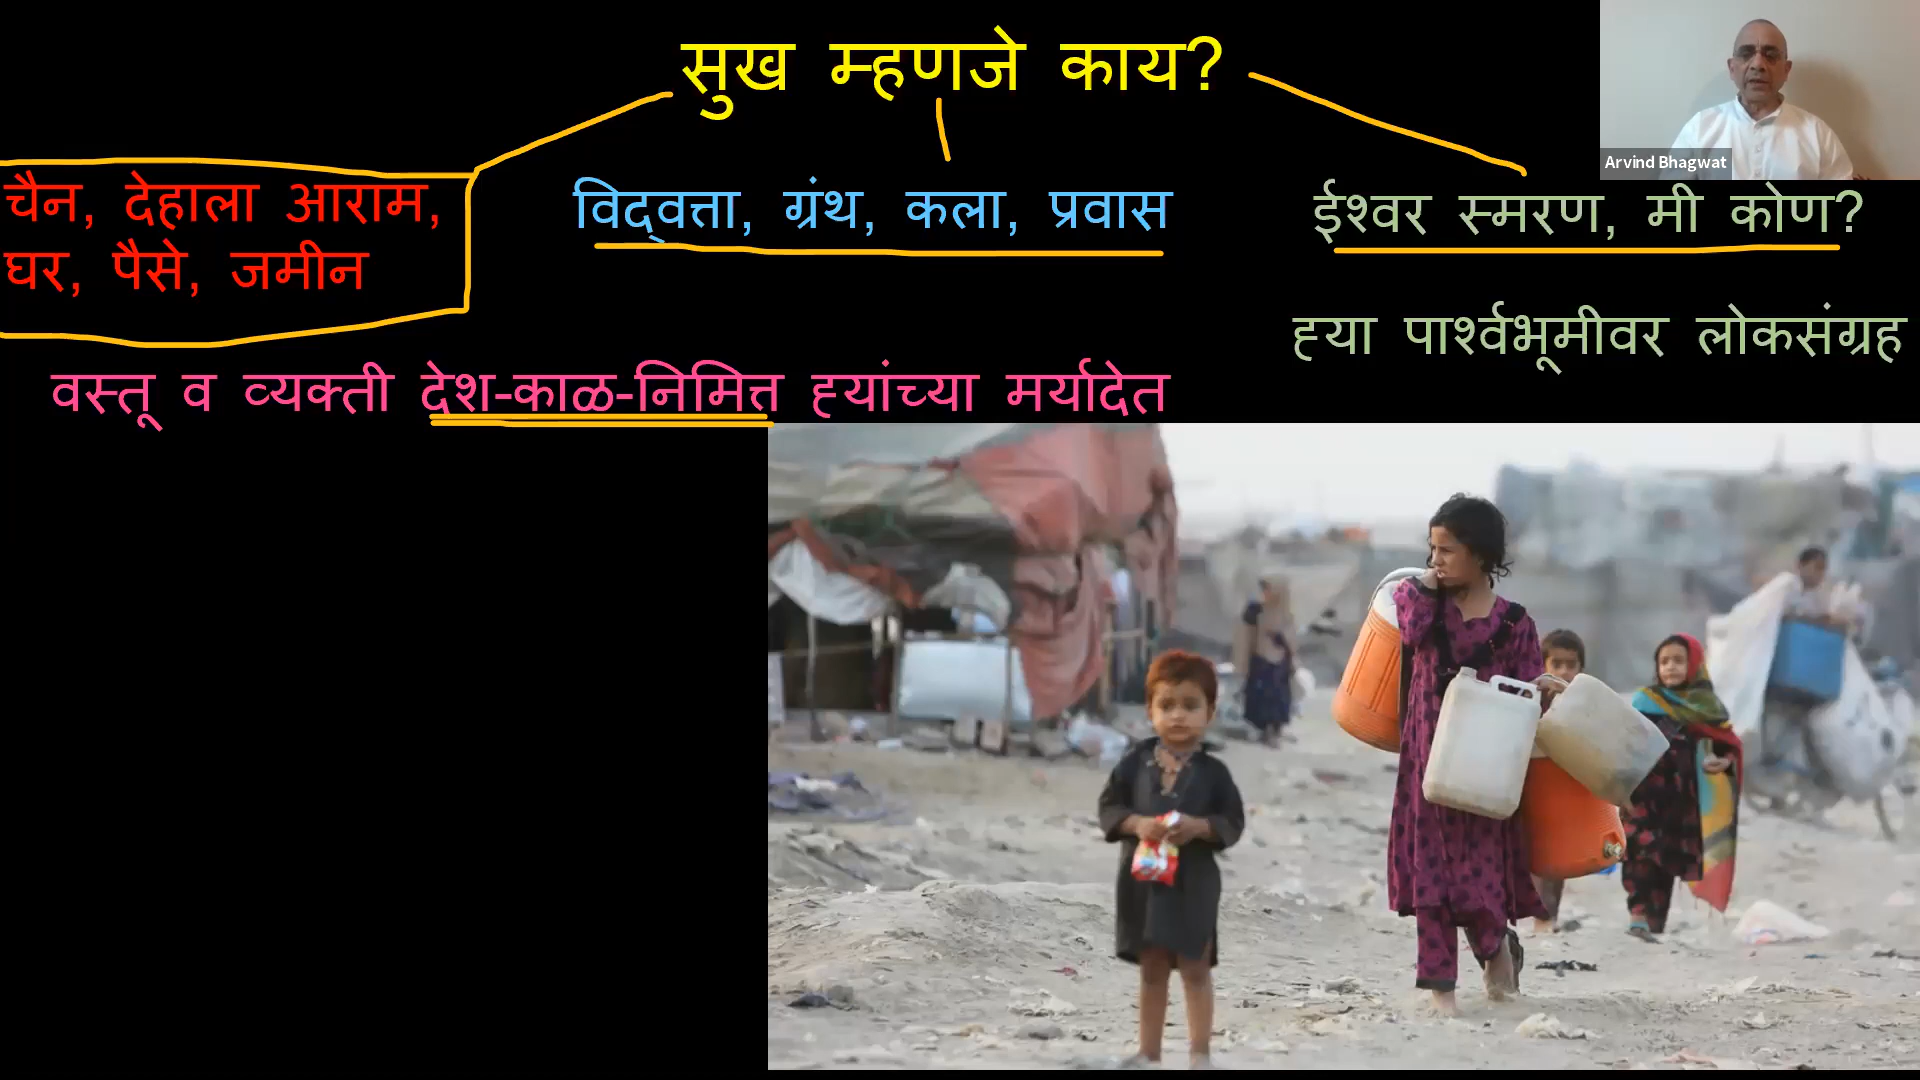 सुख म्हणजे काय?
Arvind Bhagwat
चैन, देहाला आराम,
घर, पैसे, जमीन
विद्‌वत्ता, ग्रंथ, कला, प्रवास
ईश्वर स्मरण, मी कोण?
ह्या पार्श्वभूमीवर लोकसंग्रह
वस्तू व व्यक्ती देश-काळ-निमित्त ह्यांच्या मर्यादेत